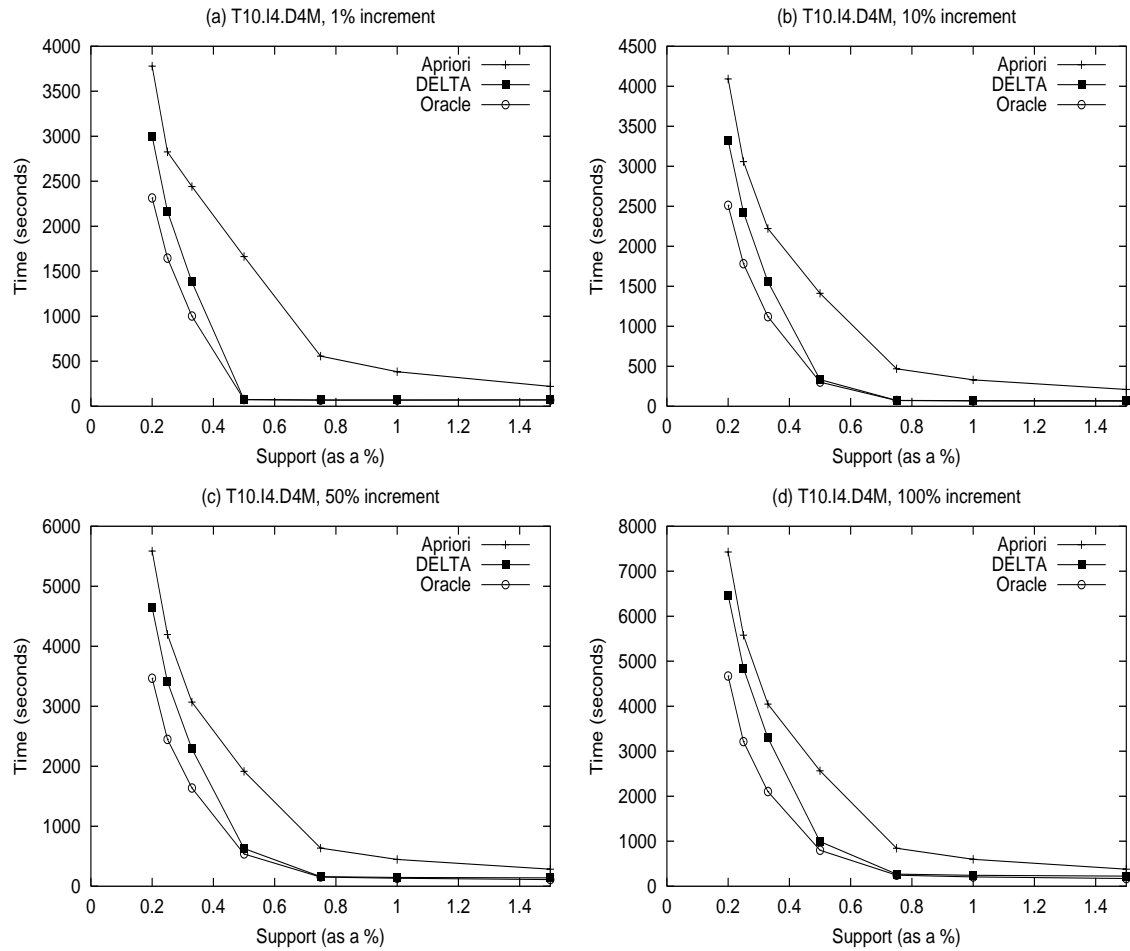 (a) T10.I4.D4M, 1% increment
Time (seconds)
4000
3500
3000
2500
2000
1500
1000
500
0
Apriori
DELTA
Oracle
0 0.2 0.4 0.6 0.8 1 1.2 1.4
Support (as a %)
(b) T10.I4.D4M, 10% increment
Time (seconds)
4500
4000
3500
3000
2500
2000
1500
1000
500
0
Apriori
DELTA
Oracle
0 0.2 0.4 0.6 0.8 1 1.2 1.4
Support (as a %)
(c) T10.I4.D4M, 50% increment
Time (seconds)
6000
5000
4000
3000
2000
1000
0
Apriori
DELTA
Oracle
0 0.2 0.4 0.6 0.8 1 1.2 1.4
Support (as a %)
(d) T10.I4.D4M, 100% increment
Time (seconds)
8000
7000
6000
5000
4000
3000
2000
1000
0
Apriori
DELTA
Oracle
0 0.2 0.4 0.6 0.8 1 1.2 1.4
Support (as a %)